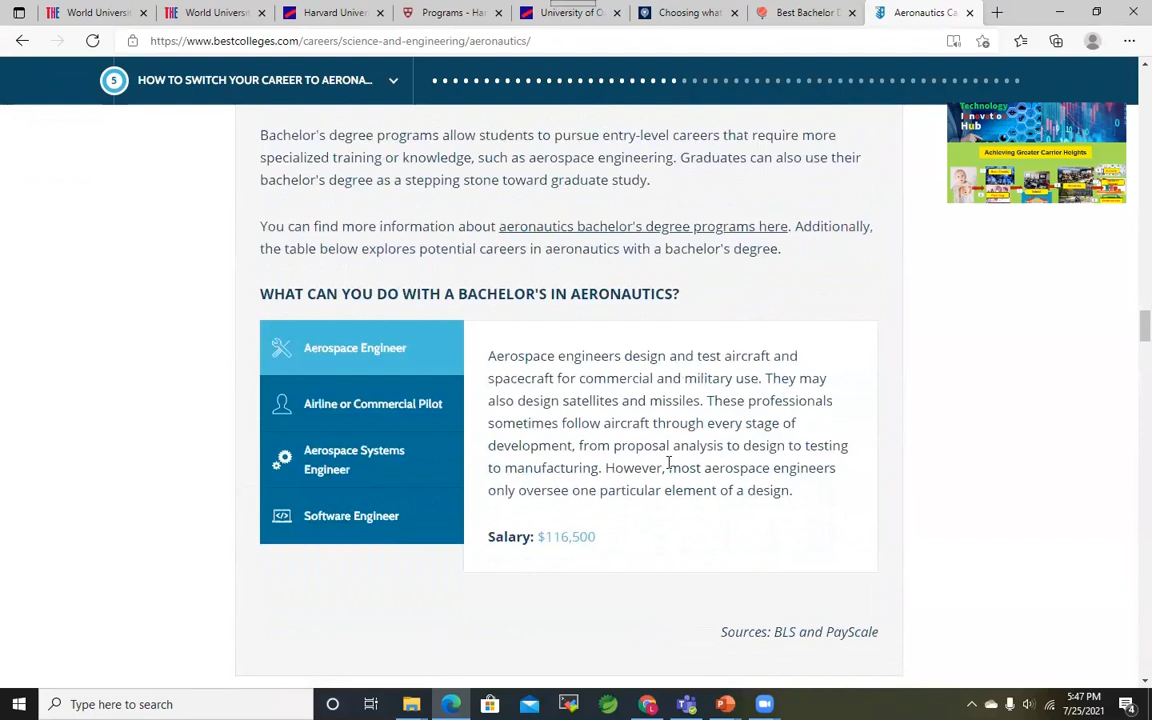 World Universi
World Universit
Harvard Univer
Programs - Ha
University of O
Choosing what
Best Bachelor D
Aeronautics Ca
https://www.bestcolleges.com/careers/science-and-engineering/aeronautics/
5 HOW TO SWITCH YOUR CAREER TO AERONA...
Technology
Innovation
Hub
Achieving Greater Carrier Heights
Bachelor's degree programs allow students to pursue entry-level careers that require more
specialized training or knowledge, such as aerospace engineering. Graduates can also use their
bachelor's degree as a stepping stone toward graduate study.
You can find more information about aeronautics bachelor's degree programs here. Additionally,
the table below explores potential careers in aeronautics with a bachelor's degree.
WHAT CAN YOU DO WITH A BACHELOR'S IN AERONAUTICS?
Aerospace Engineer
Airline or Commercial Pilot
Aerospace Systems
Engineer
Software Engineer
Aerospace engineers design and test aircraft and
spacecraft for commercial and military use. They may
also design satellites and missiles. These professionals
sometimes follow aircraft through every stage of
development, from proposal analysis to design to testing
to manufacturing. However, most aerospace engineers
only oversee one particular element of a design.
Salary: $116,500
Sources: BLS and PayScale
Type here to search
5:47 PM
7/25/2021
4